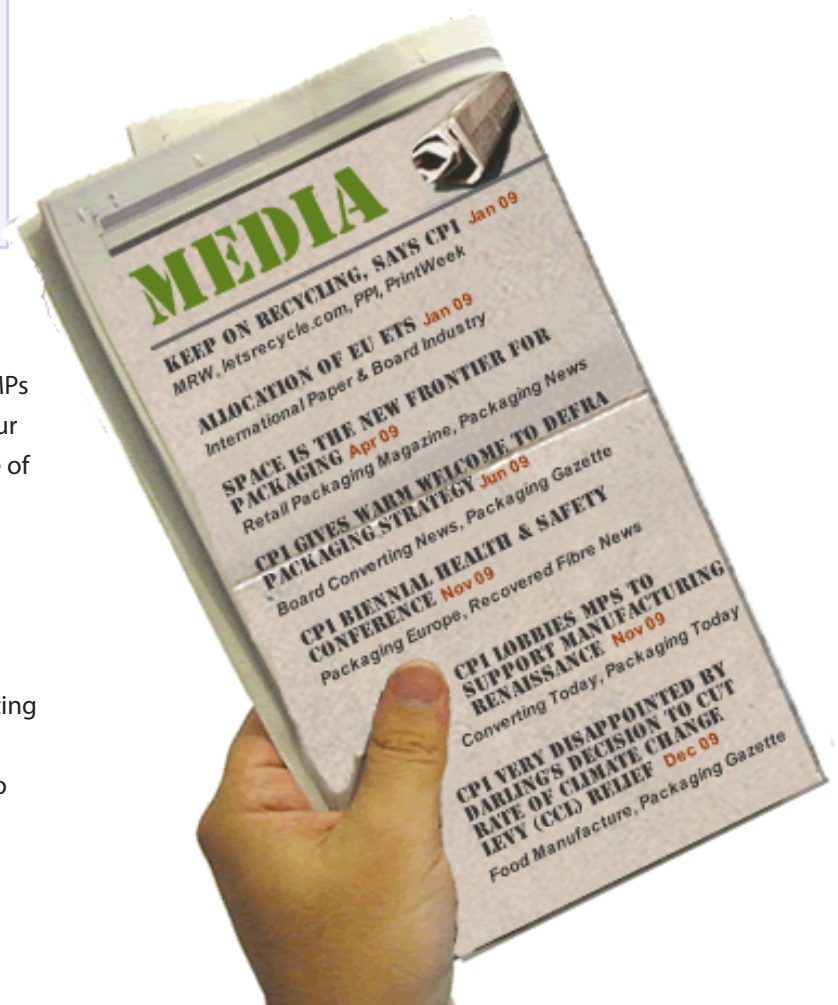 MEDIA
KEEP ON RECYCLING, SAYS CPI Jan 09
MRW, letsrecycle.com, PPI, PrintWeek
ALLOCATION OF EU ETS Jan 09
International Paper & Board Industry
SPACE IS THE NEW FRONTIER FOR
PACKAGING Apr 09
Retail Packaging Magazine, Packaging News
CPI GIVES WARM WELCOME TO DEFRA
PACKAGING STRATEGY Jun 09
Board Converting News, Packaging Gazette
CPI BIENNIAL HEALTH & SAFETY
CONFERENCE Nov 09
Packaging Europe, Recovered Fibre News
CPI LOBBIES MPS TO
SUPPORT MANUFACTURING
RENAISSANCE Nov 09
Converting Today, Packaging Today
CPI VERY DISAPPOINTED BY
DARLING'S DECISION TO CUT
RATE OF CLIMATE CHANGE
LEVY (CCL) RELIEF Dec 09
Food Manufacture, Packaging Gazette
of